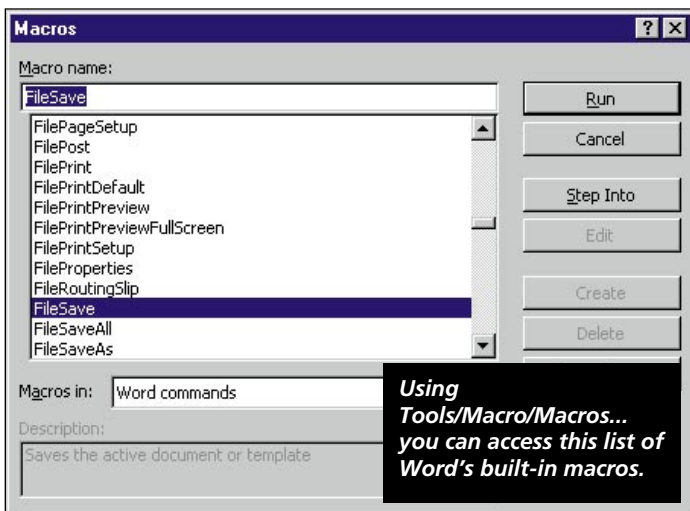 Macros
Macro name:
FileSave
Run
FilePageSetup
FilePost
FilePrint
FilePrintDefault
FilePrintPreview
FilePrintPreviewFullScreen
FilePrintSetup
FileProperties
FileRoutingSlip
FileSave
FileSaveAll
FileSaveAs
Cancel
Step Into
Edit
Create
Delete
Macros in:
Word commands
Description:
Saves the active document or template
Using
Tools/Macro/Macros...
you can access this list of
Word's built-in macros.